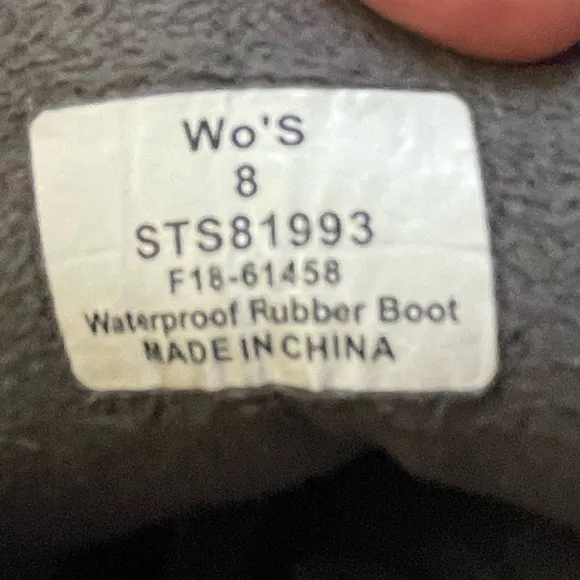 Wo'S
8
STS81993
F18-61458
Waterproof Rubber Boot
MADE IN CHINA